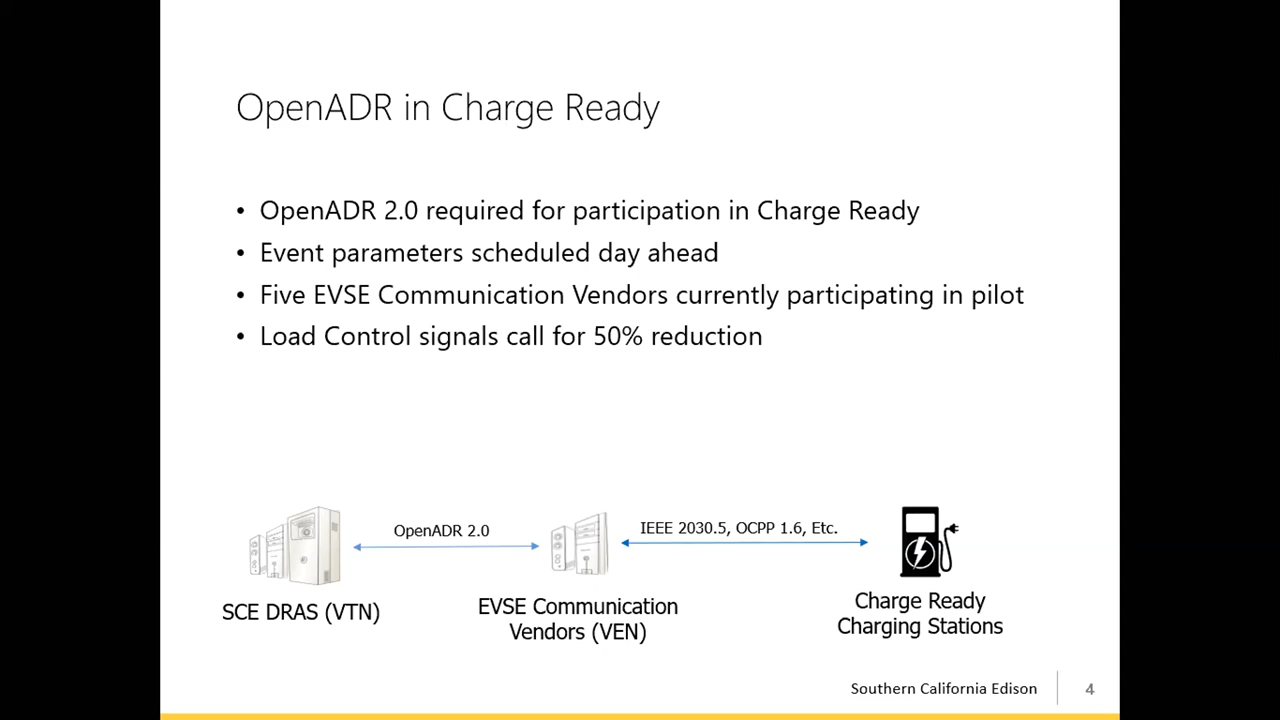 OpenADR in Charge Ready
• OpenADR 2.0 required for participation in Charge Ready
• Event parameters scheduled day ahead
• Five EVSE Communication Vendors currently participating in pilot
• Load Control signals call for 50% reduction
OpenADR 2.0
IEEE 2030.5, OCPP 1.6, Etc.
SCE DRAS (VTN)
EVSE Communication
Vendors (VEN)
Charge Ready
Charging Stations
Southern California Edison
4